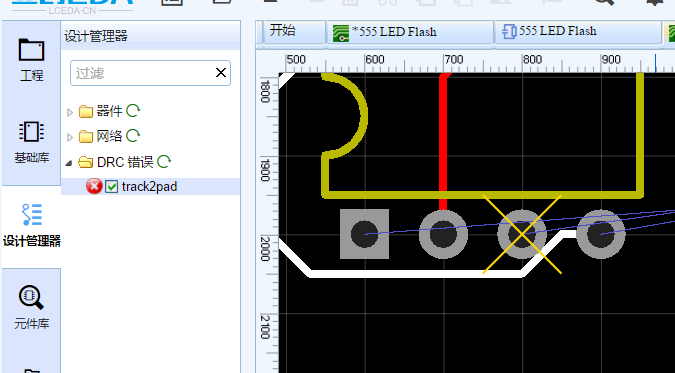 LCEDA·CN
工程
基础库
设计管理器
元件库
设计管理器
过滤
器件
网络
DRC 错误
track2pad
开始
*555 LED Flash
555 LED Flash
500
600
700
800
900
1800
1900
2000
2100